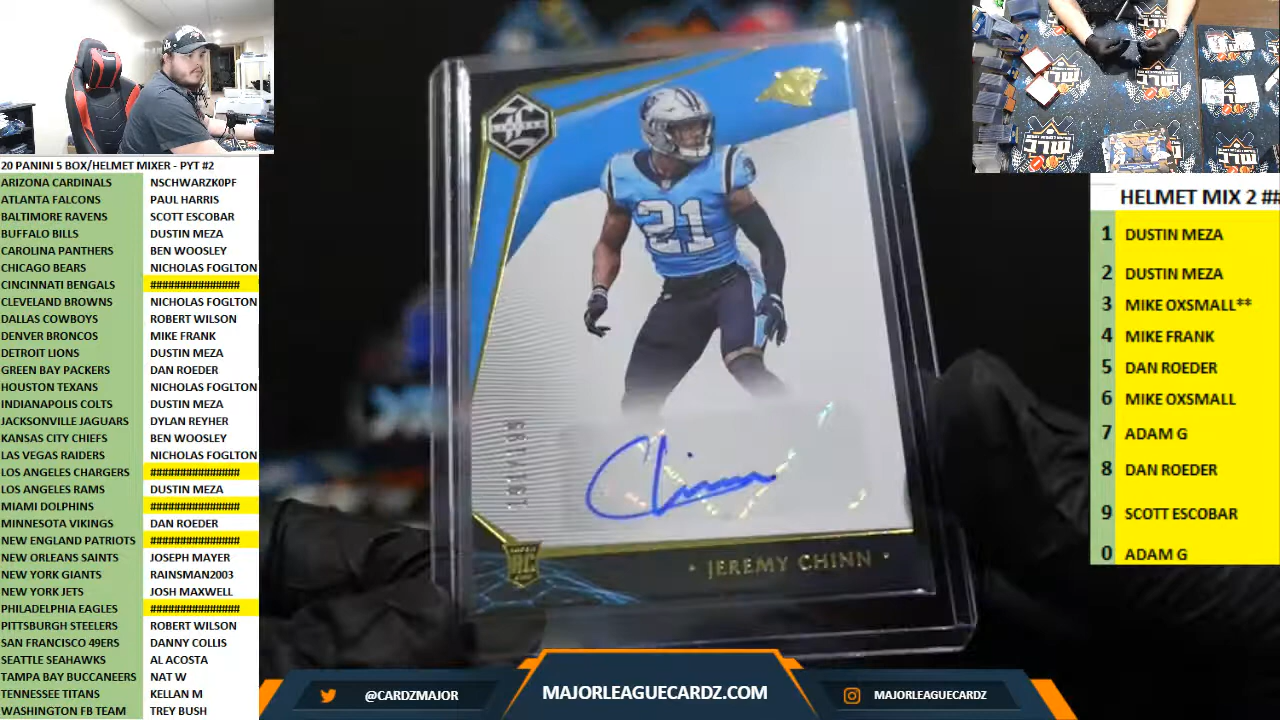 20 PANINI 5 BOX/HELMET MIXER - PYT #2
ARIZONA CARDINALS NSCHWARZK0PF
ATLANTA FALCONS PAUL HARRIS
BALTIMORE RAVENS SCOTT ESCOBAR
BUFFALO BILLS DUSTIN MEZA
CAROLINA PANTHERS BEN WOOSLEY
CHICAGO BEARS NICHOLAS FOGLTON
CINCINNATI BENGALS ###############
CLEVELAND BROWNS NICHOLAS FOGLTON
DALLAS COWBOYS ROBERT WILSON
DENVER BRONCOS MIKE FRANK
DETROIT LIONS DUSTIN MEZA
GREEN BAY PACKERS DAN ROEDER
HOUSTON TEXANS NICHOLAS FOGLTON
INDIANAPOLIS COLTS DUSTIN MEZA
JACKSONVILLE JAGUARS DYLAN REYHER
KANSAS CITY CHIEFS BEN WOOSLEY
LAS VEGAS RAIDERS NICHOLAS FOGLTON
LOS ANGELES CHARGERS ###############
LOS ANGELES RAMS DUSTIN MEZA
MIAMI DOLPHINS ###############
MINNESOTA VIKINGS DAN ROEDER
NEW ENGLAND PATRIOTS ###############
NEW ORLEANS SAINTS JOSEPH MAYER
NEW YORK GIANTS RAINSMAN2003
NEW YORK JETS JOSH MAXWELL
PHILADELPHIA EAGLES ###############
PITTSBURGH STEELERS ROBERT WILSON
SAN FRANCISCO 49ERS DANNY COLLIS
SEATTLE SEAHAWKS AL ACOSTA
TAMPA BAY BUCCANEERS NAT W
TENNESSEE TITANS KELLAN M
WASHINGTON FB TEAM TREY BUSH
LIMITED
21
Chinn
RC
• JEREMY CHINN •
HELMET MIX 2 ##
1 DUSTIN MEZA
2 DUSTIN MEZA
3 MIKE OXSMALL**
4 MIKE FRANK
5 DAN ROEDER
6 MIKE OXSMALL
7 ADAM G
8 DAN ROEDER
9 SCOTT ESCOBAR
0 ADAM G
@CARDZMAJOR
MAJORLEAGUECARDZ.COM
MAJORLEAGUECARDZ